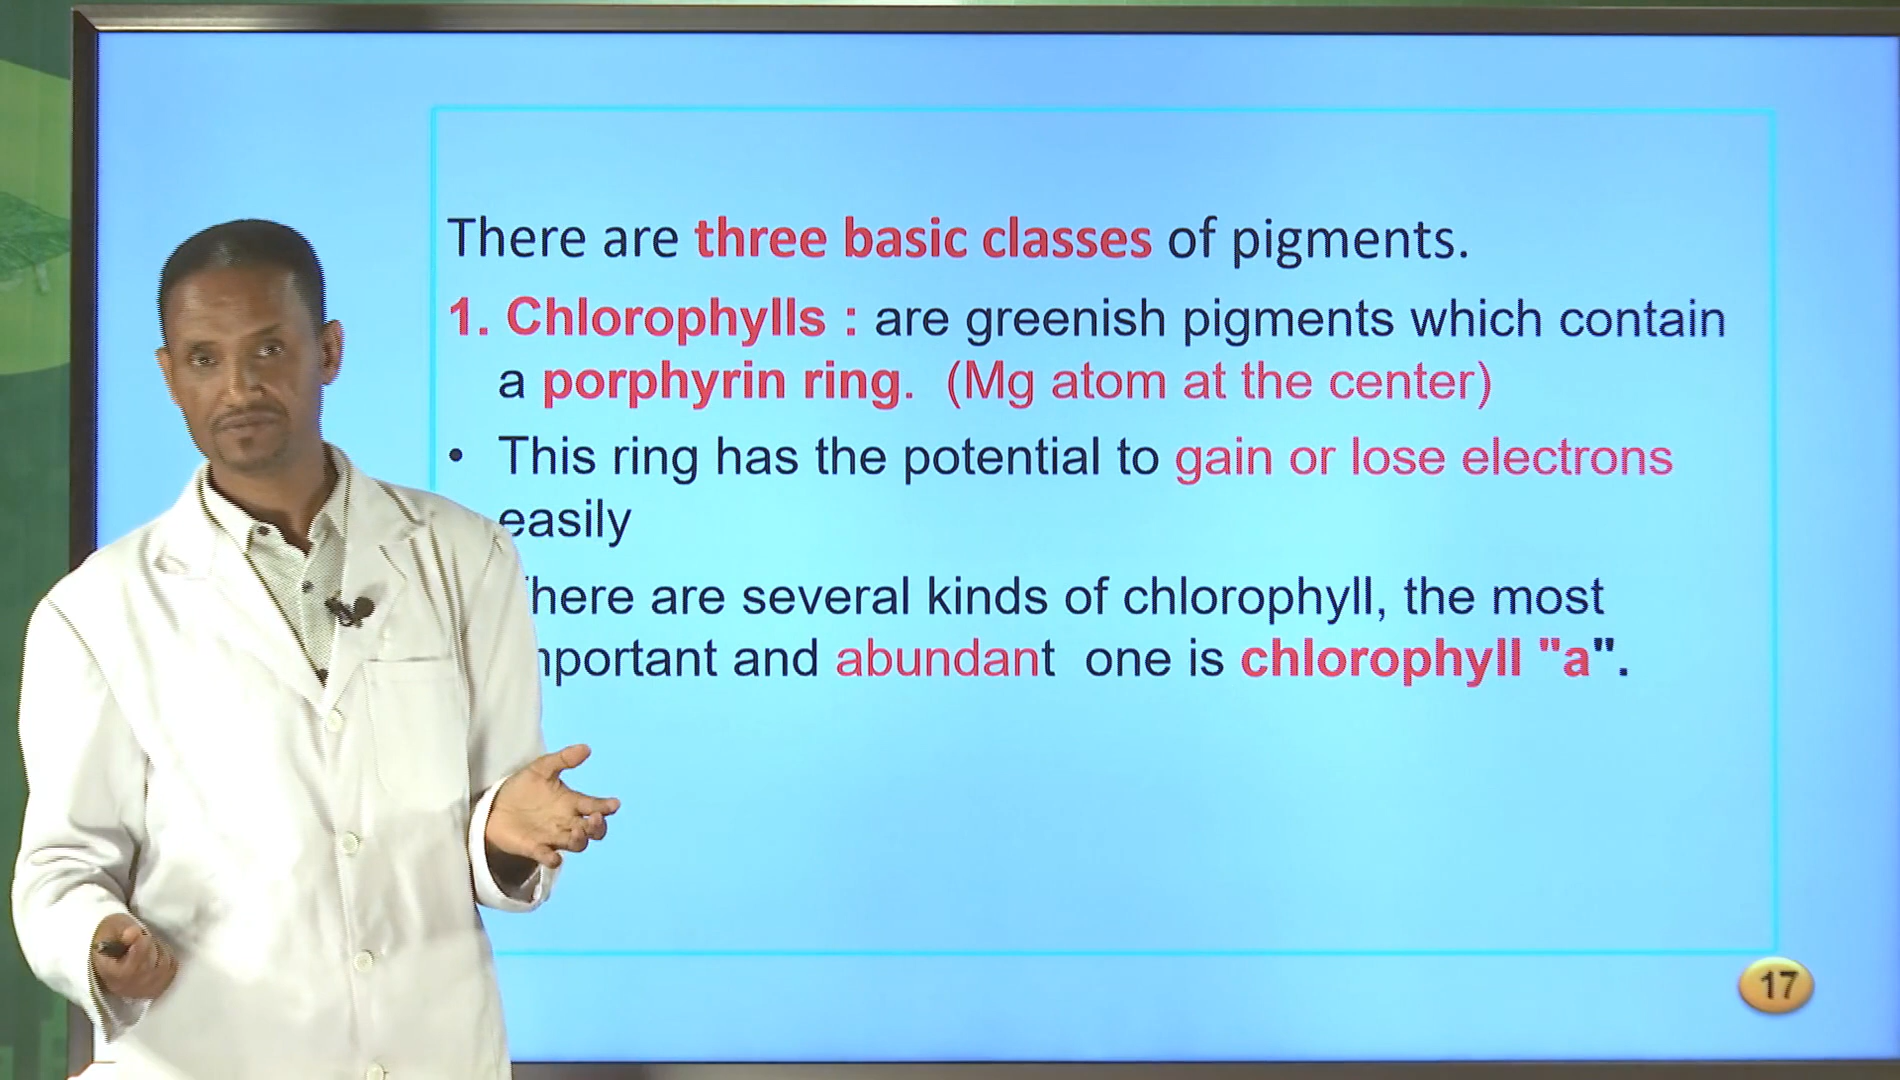 There are three basic classes of pigments.
1. Chlorophylls : are greenish pigments which contain
a porphyrin ring. (Mg atom at the center)
• This ring has the potential to gain or lose electrons
easily
here are several kinds of chlorophyll, the most
portant and abundant one is chlorophyll "a".
17